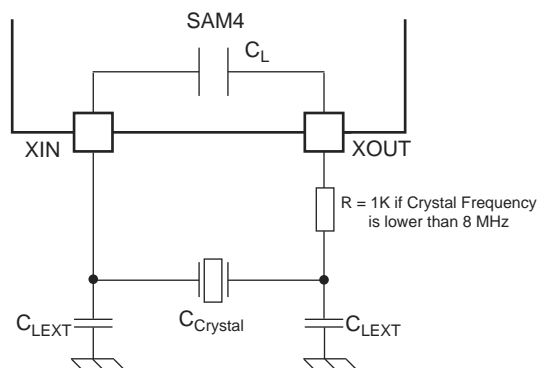 SAM4
CL
XIN
XOUT
R = 1K if Crystal Frequency
is lower than 8 MHz
CLEXT
CCrystal
CLEXT